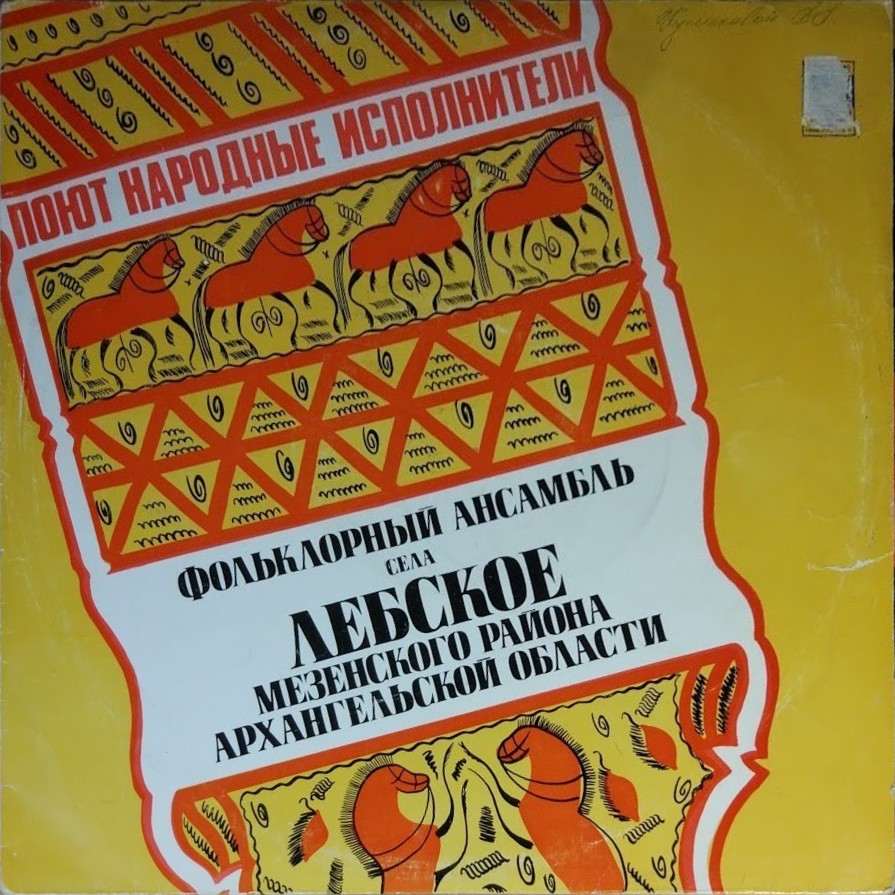 ПОЮТ НАРОДНЫЕ ИСПОЛНИТЕЛИ
ФОЛЬКЛОРНЫЙ АНСАМБЛЬ
СЕЛА
ЛЕБСКОЕ
МЕЗЕНСКОГО РАЙОНА
АРХАНГЕЛЬСКОЙ ОБЛАСТИ